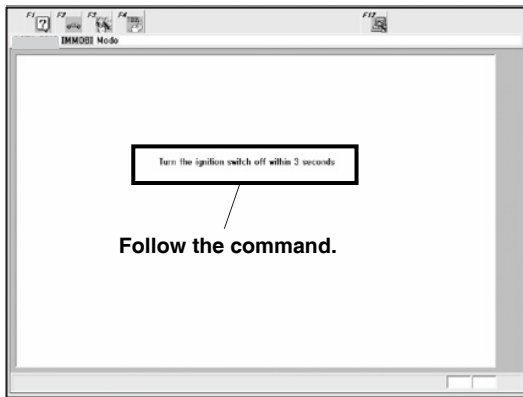 F1 F2 F3 F4 F12
IMMOBI Mode
Turn the ignition switch off within 3 seconds
Follow the command.